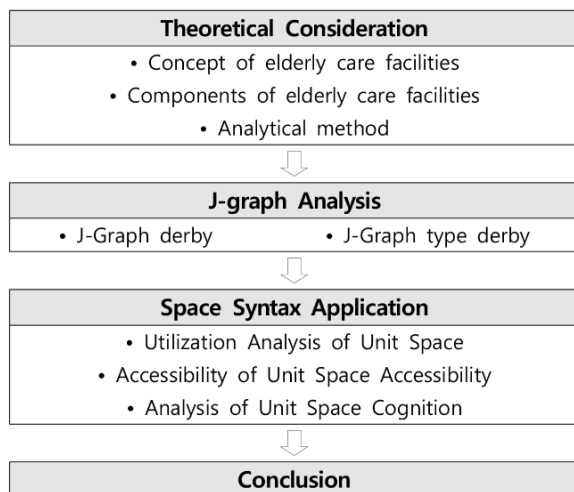 Theoretical Consideration
• Concept of elderly care facilities
• Components of elderly care facilities
• Analytical method
J-graph Analysis
• J-Graph derby • J-Graph type derby
Space Syntax Application
• Utilization Analysis of Unit Space
• Accessibility of Unit Space Accessibility
• Analysis of Unit Space Cognition
Conclusion